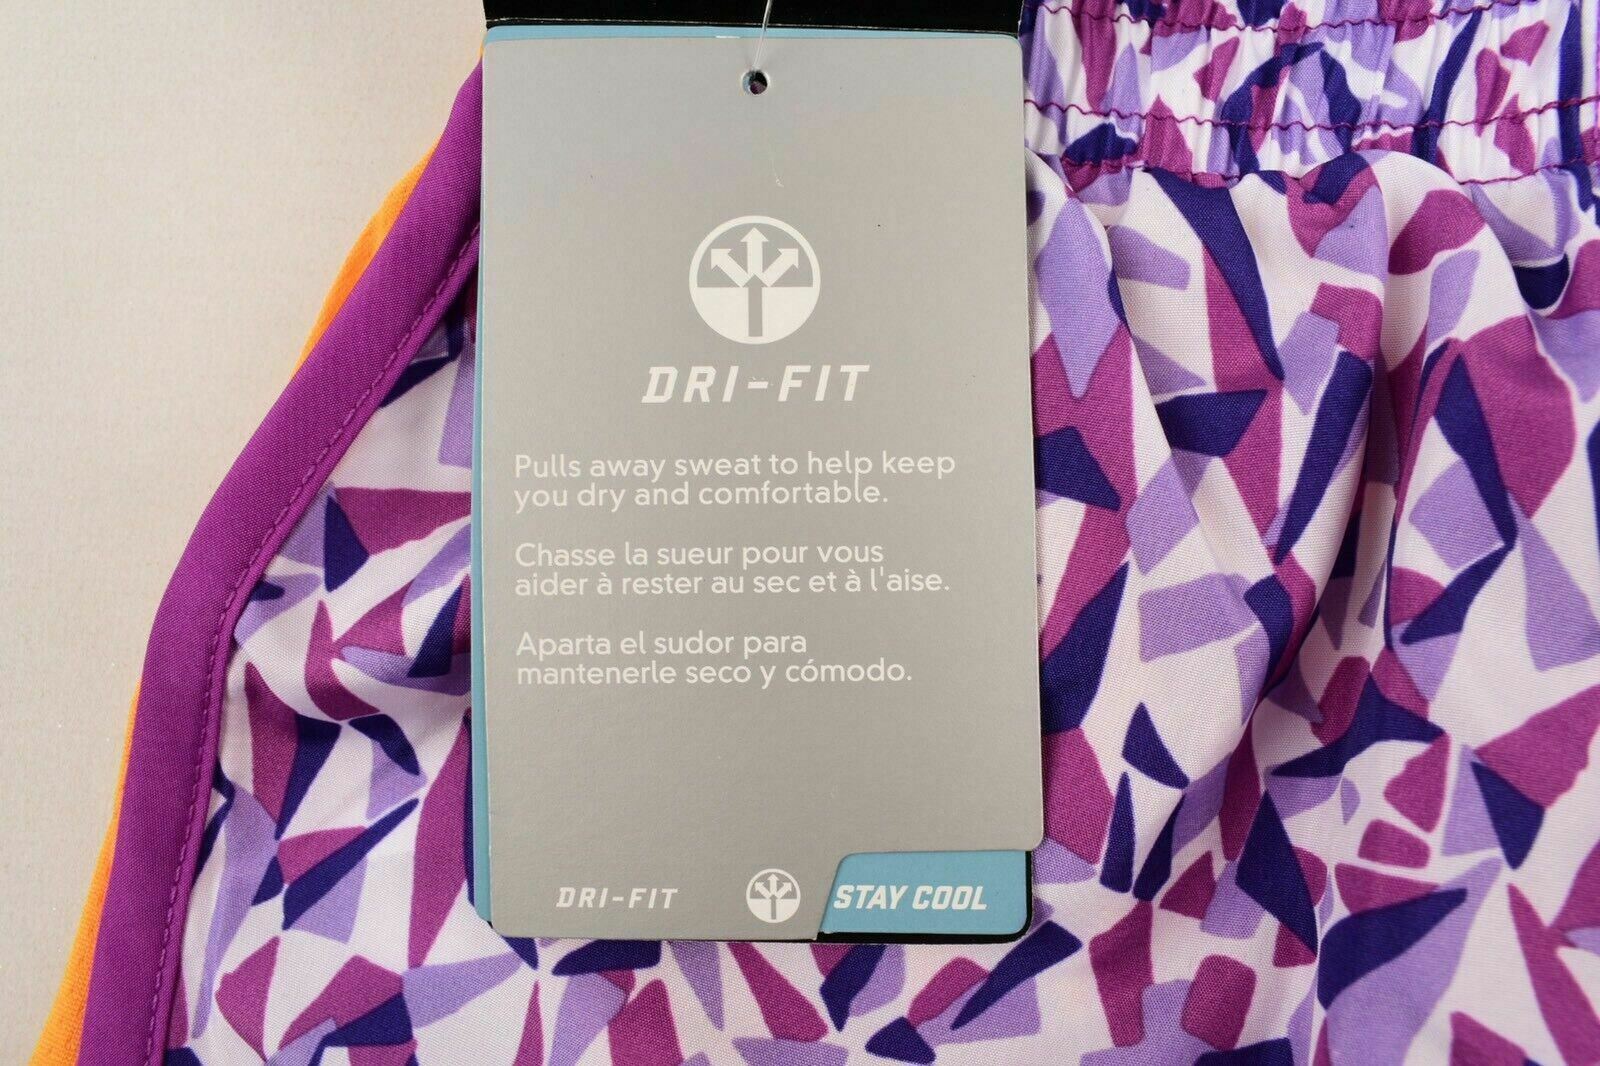 DRI-FIT
Pulls away sweat to help keep
you dry and comfortable.
Chasse la sueur pour vous
aider à rester au sec et à l'aise.
Aparta el sudor para
mantenerle seco y cómodo.
DRI-FIT
STAY COOL